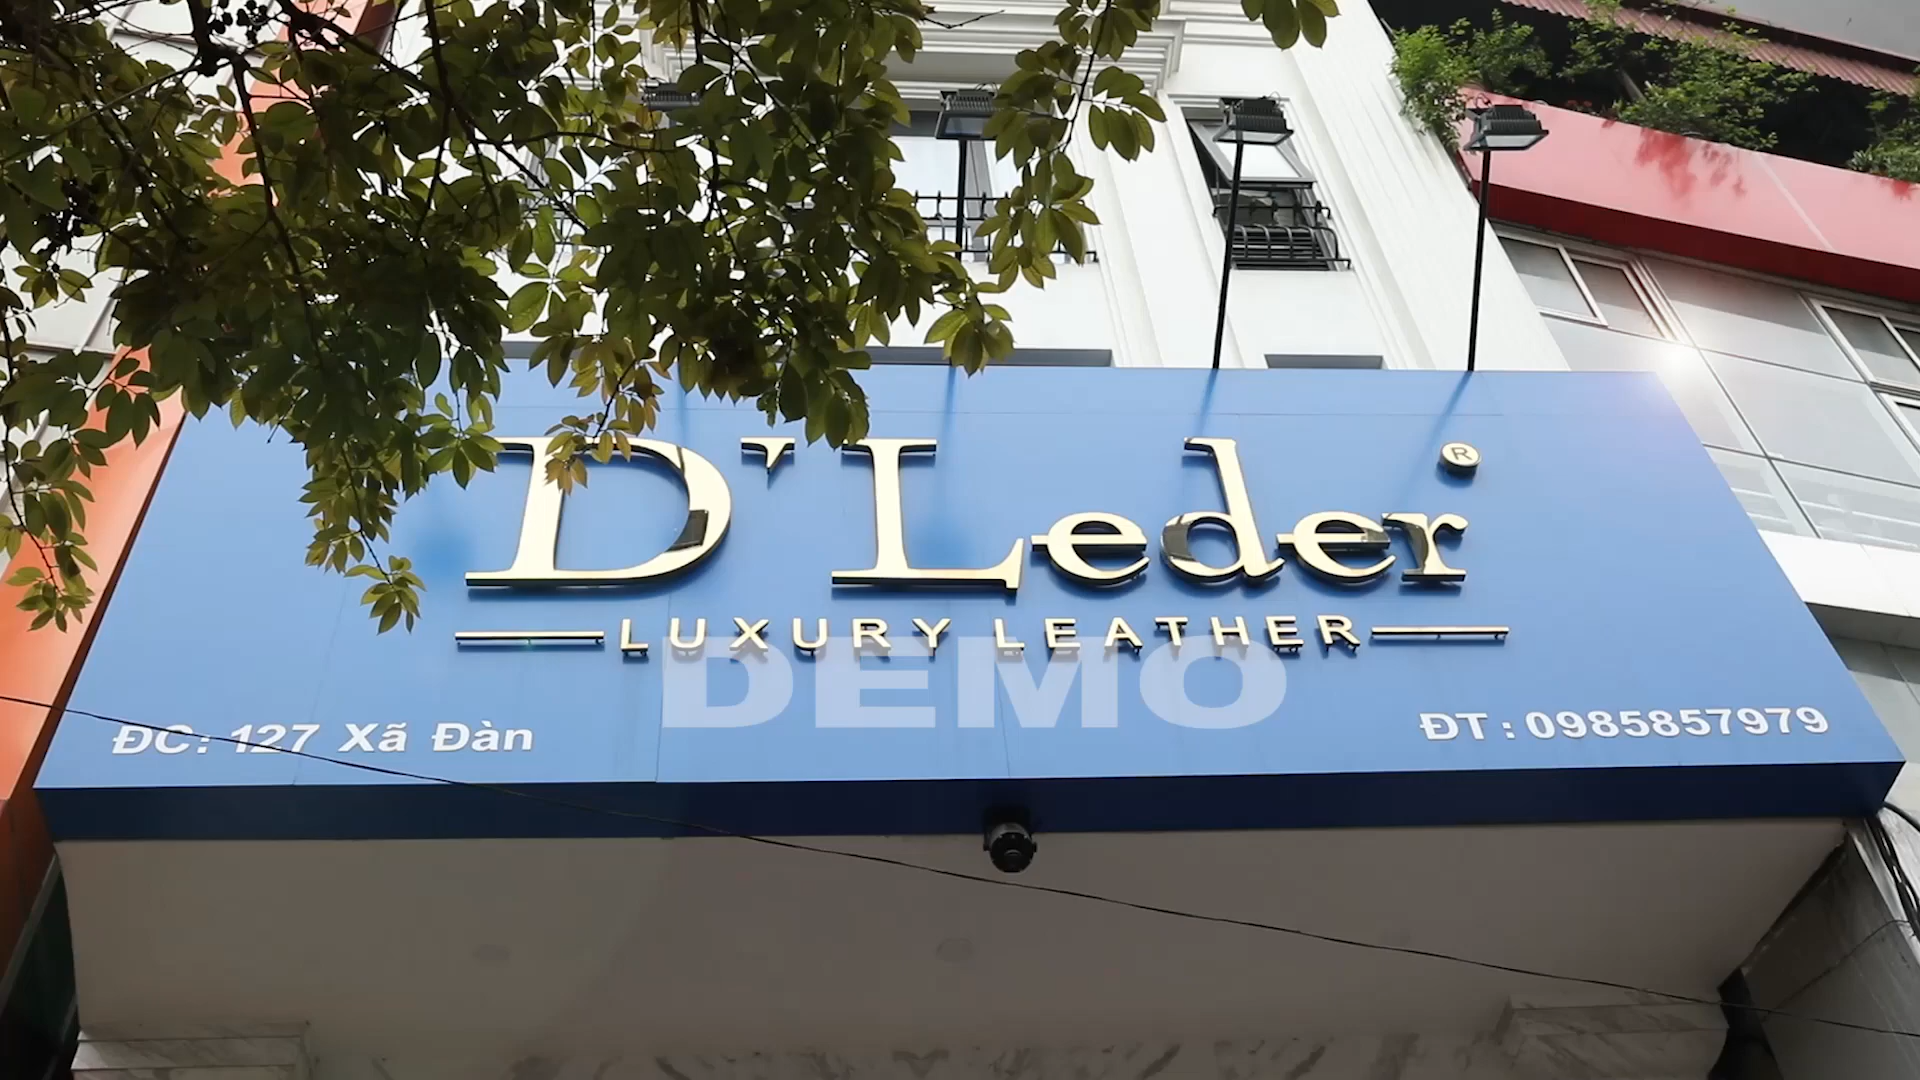 D'Leder ®
LUXURY LEATHER
DEMO
ĐC: 127 Xã Đàn
ĐT : 0985857979